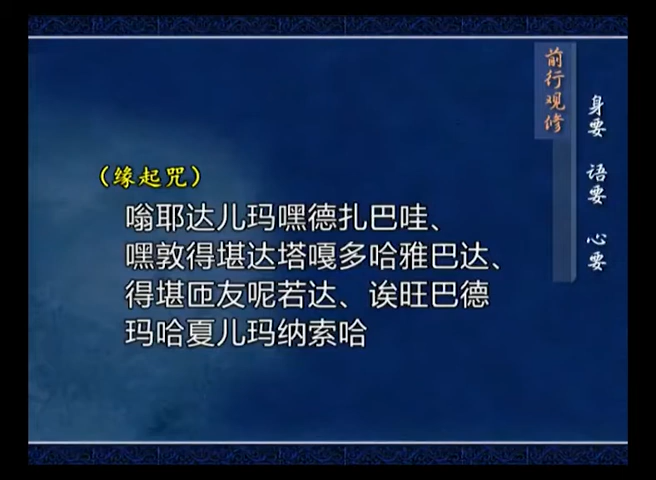 前行观修
身要 语要 心要
(缘起咒)
嗡耶达儿玛嘿德扎巴哇、
嘿敦得堪达塔嘎多哈雅巴达、
得堪匝友呢若达、诶旺巴德
玛哈夏儿玛纳索哈